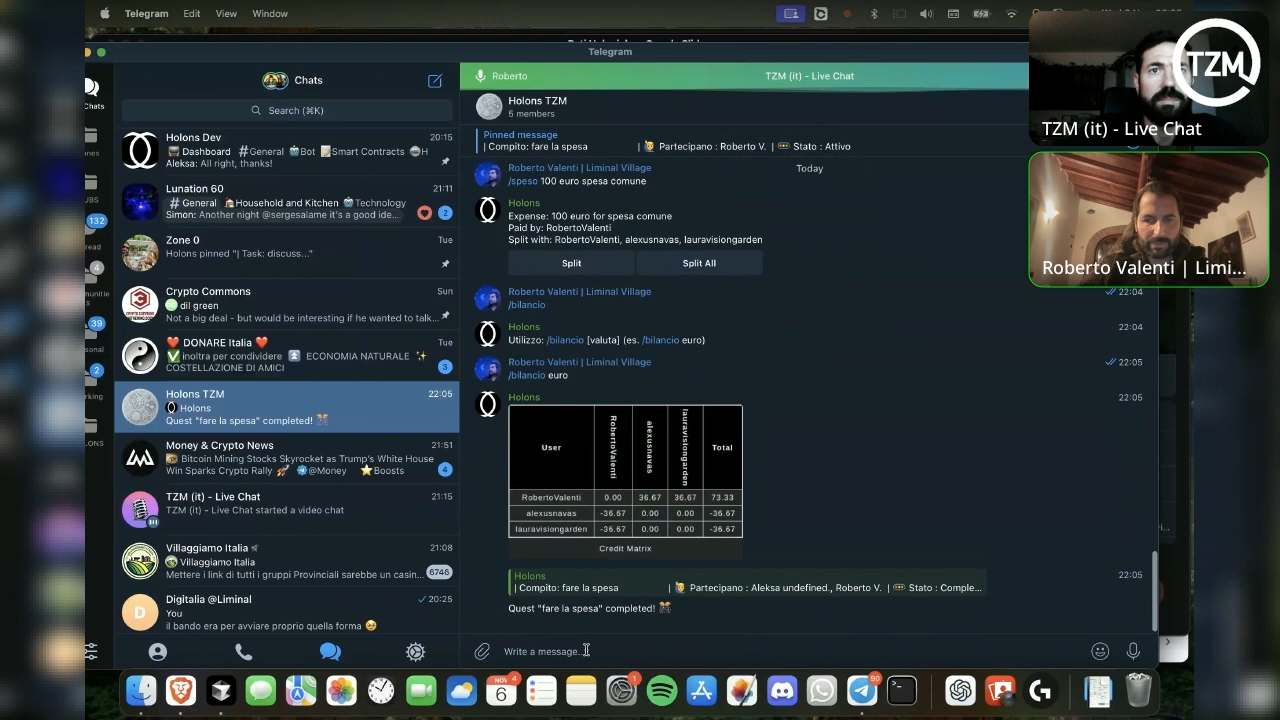 Telegram Edit View Window
Telegram
Chats
Search (⌘K)
Holons Dev 20:15
Dashboard #General Bot Smart Contracts H
Aleksa: All right, thanks!
Lunation 60 21:11
# General Household and Kitchen Technology
Simon: Another night @sergesalame it's a good ide... 2
Zone 0 Tue
Holons pinned "| Task: discuss..."
Crypto Commons Sun
dil green
Not a big deal - but would be interesting if he wanted to talk...
DONARE Italia Tue
inoltra per condividere ECONOMIA NATURALE
COSTELLAZIONE DI AMICI 3
Holons TZM 22:05
Holons
Quest "fare la spesa" completed!
Money & Crypto News 21:51
Bitcoin Mining Stocks Skyrocket as Trump's White House
Win Sparks Crypto Rally @Money Boosts 4
TZM (it) - Live Chat 21:15
TZM (it) - Live Chat started a video chat
Villaggiamo Italia 21:08
Villaggiamo Italia
Mettere i link di tutti i gruppi Provinciali sarebbe un casin... 6746
Digitalia @Liminal 20:25
D
You
il bando era per avviare proprio quella forma
Chats
132
4
39
2
Roberto TZM (it) - Live Chat
Holons TZM
5 members
Pinned message
| Compito: fare la spesa | Partecipano : Roberto V. | Stato : Attivo
Today
Roberto Valenti | Liminal Village
/speso 100 euro spesa comune
Holons
Expense: 100 euro for spesa comune
Paid by: RobertoValenti
Split with: RobertoValenti, alexusnavas, lauravisiongarden
Split Split All
Roberto Valenti | Liminal Village 22:04
/bilancio
Holons 22:04
Utilizzo: /bilancio [valuta] (es. /bilancio euro)
Roberto Valenti | Liminal Village 22:05
/bilancio euro
Holons 22:05
User RobertoValenti alexusnavas lauravisiongarden Total
RobertoValenti 0.00 36.67 36.67 73.33
alexusnavas -36.67 0.00 0.00 -36.67
lauravisiongarden -36.67 0.00 0.00 -36.67
Credit Matrix
Holons 22:05
| Compito: fare la spesa | Partecipano : Aleksa undefined., Roberto V. | Stato : Comple...
Quest "fare la spesa" completed!
Write a message...
TZM
TZM (it) - Live Chat
Roberto Valenti | Limi...
NOV
6
4
1
90